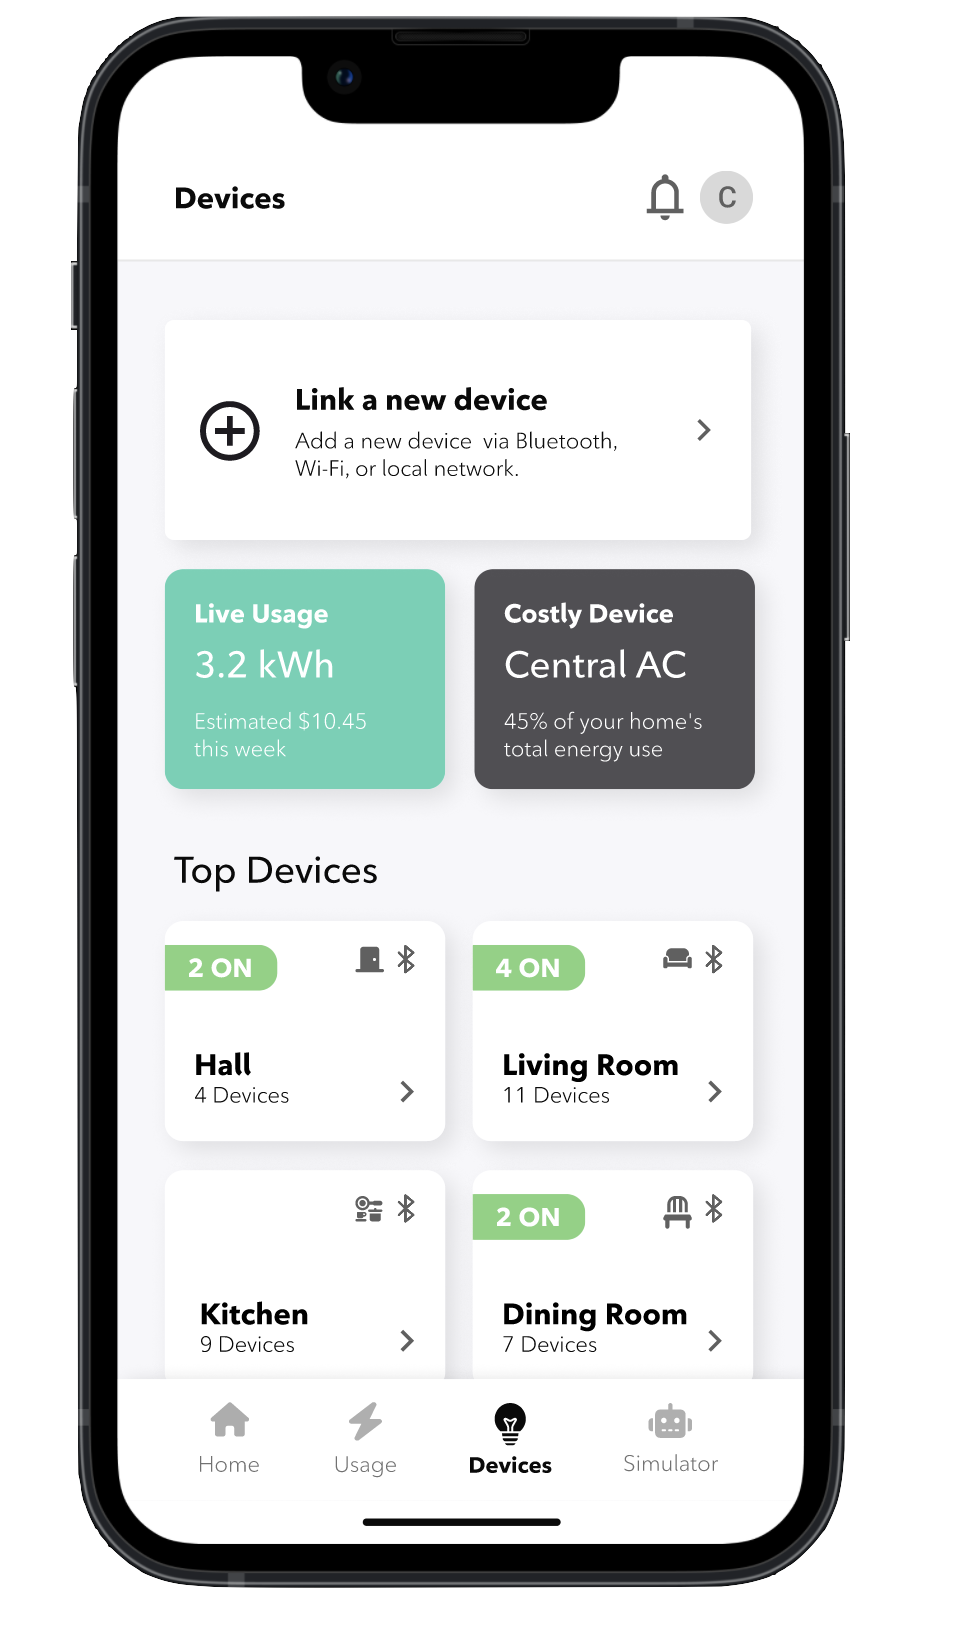 Devices
C
Link a new device
Add a new device via Bluetooth,
Wi-Fi, or local network.
Live Usage
3.2 kWh
Estimated $10.45
this week
Costly Device
Central AC
45% of your home's
total energy use
Top Devices
2 ON
Hall
4 Devices
4 ON
Living Room
11 Devices
Kitchen
9 Devices
2 ON
Dining Room
7 Devices
Home
Usage
Devices
Simulator